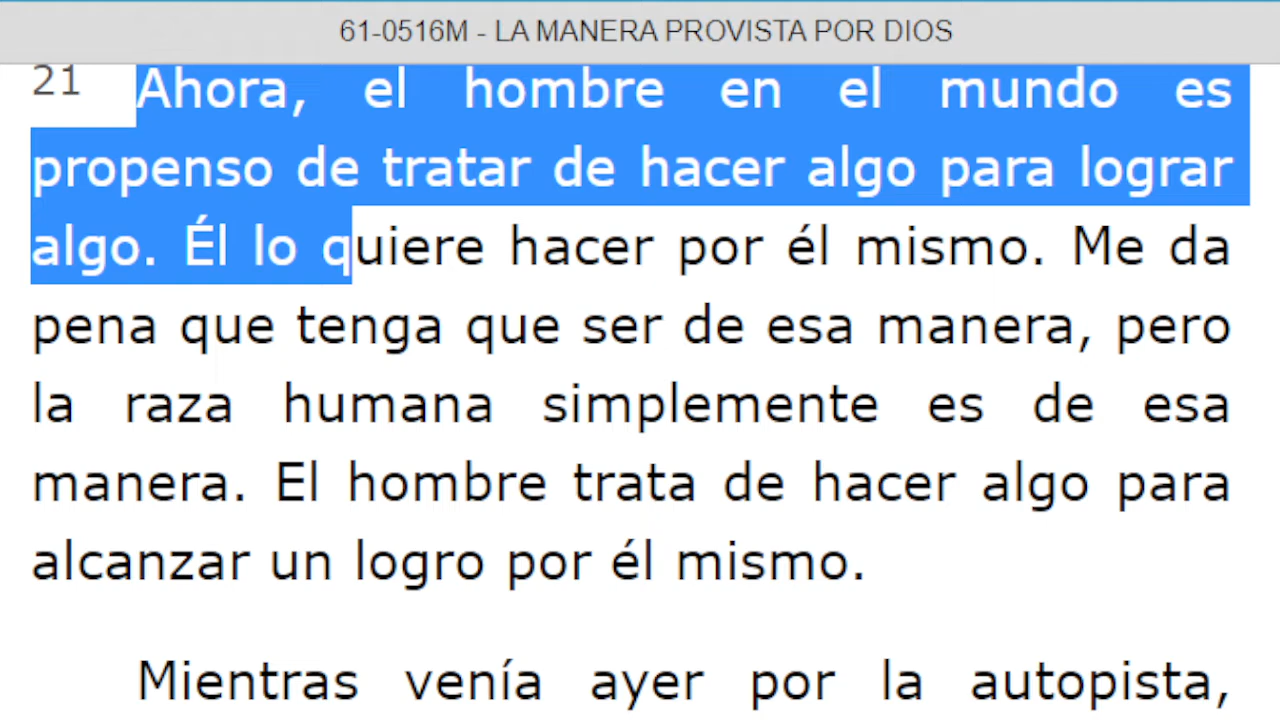 61-0516M - LA MANERA PROVISTA POR DIOS
21 Ahora, el hombre en el mundo es
propenso de tratar de hacer algo para lograr
algo. Él lo quiere hacer por él mismo. Me da
pena que tenga que ser de esa manera, pero
la raza humana simplemente es de esa
manera. El hombre trata de hacer algo para
alcanzar un logro por él mismo.
Mientras venía ayer por la autopista,